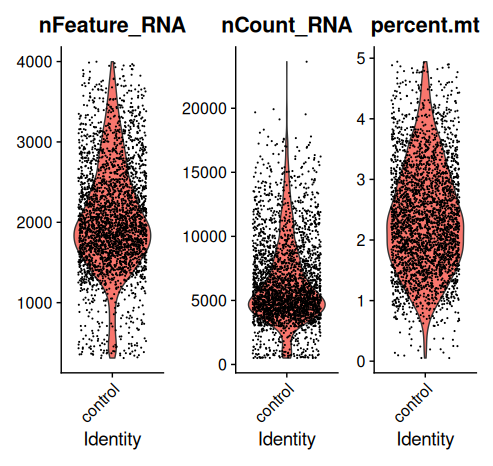 nFeature_RNA
4000
3000
2000
1000
control
Identity
nCount_RNA
20000
15000
10000
5000
0
control
Identity
percent.mt
5
4
3
2
1
0
control
Identity